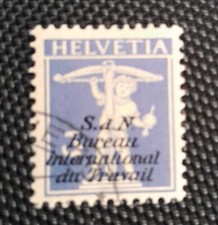 HELVETIA
S.d.N.
Bureau
international
du Travail